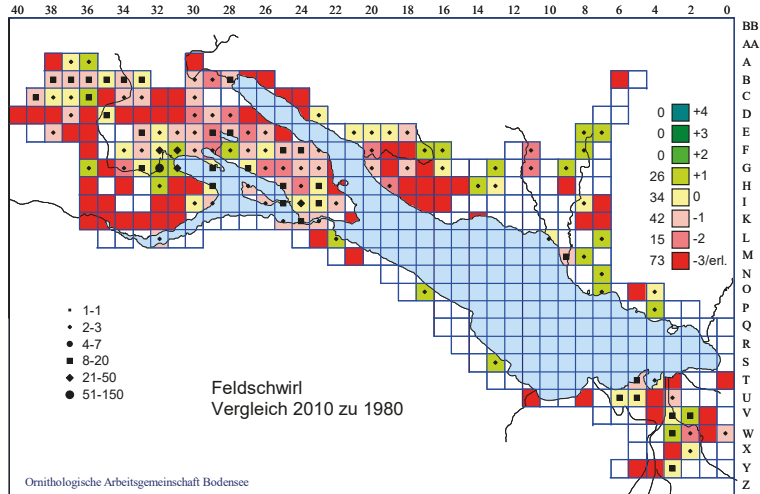 40 38 36 34 32 30 28 26 24 22 20 18 16 14 12 10 8 6 4 2 0
BB
AA
A
B
C
D
E
F
G
H
I
K
L
M
N
O
P
Q
R
S
T
U
V
W
X
Y
Z
0 +4
0 +3
0 +2
26 +1
34 0
42 -1
15 -2
73 -3/erl.
1-1
2-3
4-7
8-20
21-50
51-150
Feldschwirl
Vergleich 2010 zu 1980
Ornithologische Arbeitsgemeinschaft Bodensee